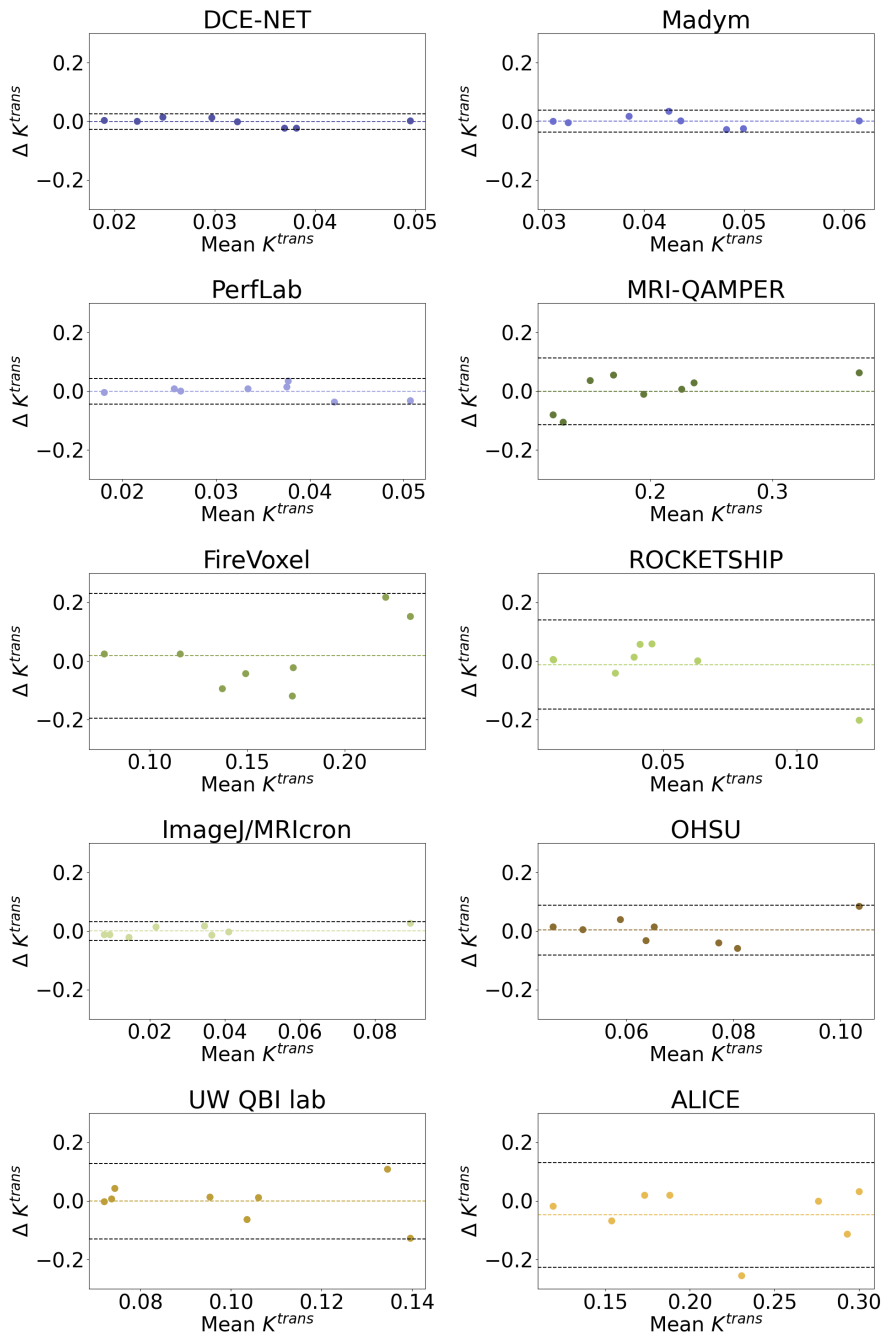 DCE-NET
Δ K^trans
0.2
0.0
−0.2
0.02 0.03 0.04 0.05
Mean K^trans
Madym
Δ K^trans
0.2
0.0
−0.2
0.03 0.04 0.05 0.06
Mean K^trans
PerfLab
Δ K^trans
0.2
0.0
−0.2
0.02 0.03 0.04 0.05
Mean K^trans
MRI-QAMPER
Δ K^trans
0.2
0.0
−0.2
0.2 0.3
Mean K^trans
FireVoxel
Δ K^trans
0.2
0.0
−0.2
0.10 0.15 0.20
Mean K^trans
ROCKETSHIP
Δ K^trans
0.2
0.0
−0.2
0.05 0.10
Mean K^trans
ImageJ/MRIcron
Δ K^trans
0.2
0.0
−0.2
0.02 0.04 0.06 0.08
Mean K^trans
OHSU
Δ K^trans
0.2
0.0
−0.2
0.06 0.08 0.10
Mean K^trans
UW QBI lab
Δ K^trans
0.2
0.0
−0.2
0.08 0.10 0.12 0.14
Mean K^trans
ALICE
Δ K^trans
0.2
0.0
−0.2
0.15 0.20 0.25 0.30
Mean K^trans